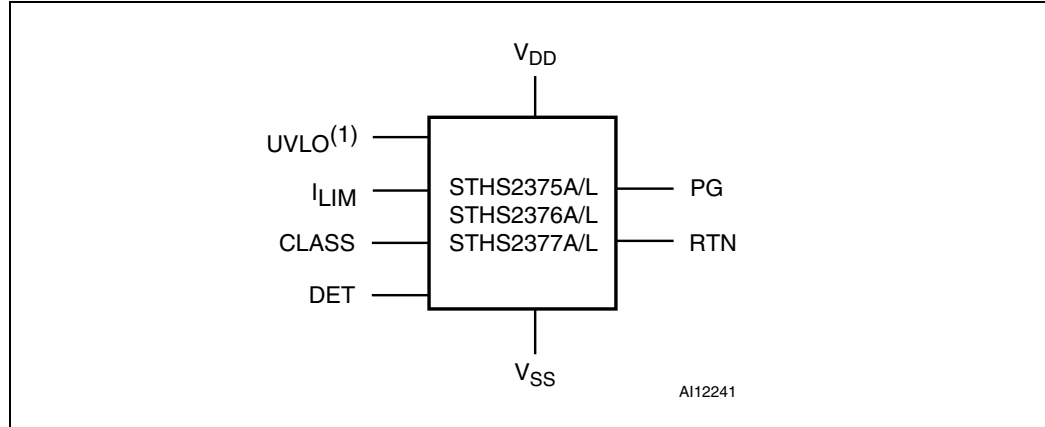 VDD
UVLO(1)
ILIM
CLASS
DET
STHS2375A/L
STHS2376A/L
STHS2377A/L
PG
RTN
VSS
AI12241